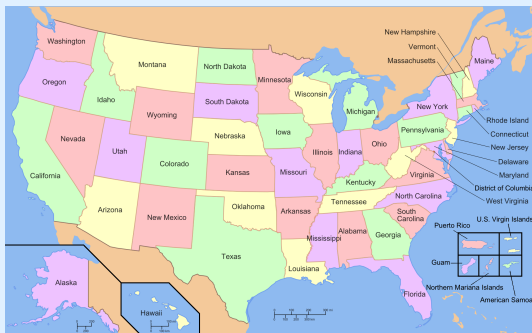 Washington
Oregon
California
Nevada
Idaho
Montana
Wyoming
Utah
Arizona
Colorado
New Mexico
North Dakota
South Dakota
Nebraska
Kansas
Oklahoma
Texas
Minnesota
Iowa
Missouri
Arkansas
Louisiana
Wisconsin
Illinois
Michigan
Indiana
Ohio
Kentucky
Tennessee
Mississippi
Alabama
Georgia
Florida
South
Carolina
North Carolina
Virginia
Pennsylvania
New York
Maine
New Hampshire
Vermont
Massachusetts
Rhode Island
Connecticut
New Jersey
Delaware
Maryland
District of Columbia
West Virginia
Alaska
Hawaii
Puerto Rico
U.S. Virgin Islands
Guam
Northern Mariana Islands
American Samoa